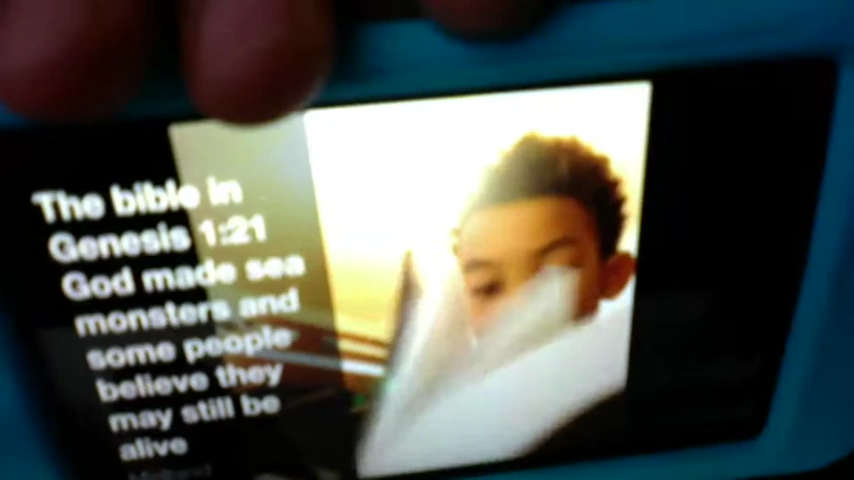 The bible in
Genesis 1:21
God made sea
monsters and
some people
believe they
may still be
alive